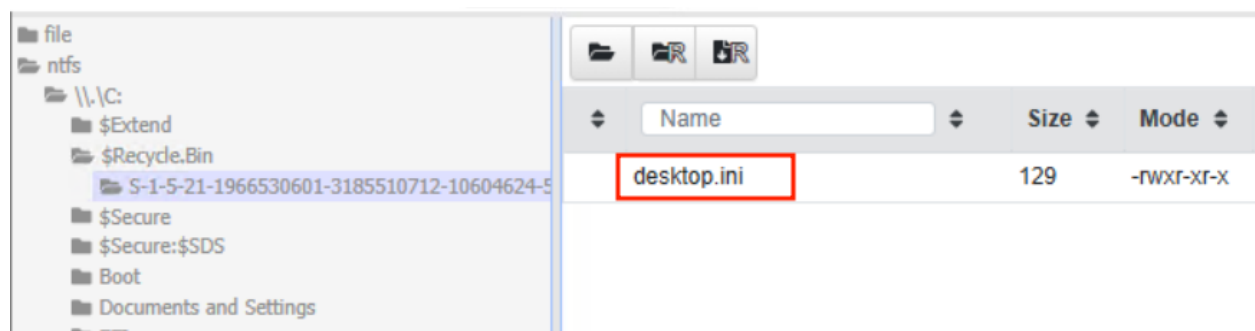 file
ntfs
\\.\C:
$Extend
$Recycle.Bin
S-1-5-21-1966530601-3185510712-10604624-5
$Secure
$Secure:$SDS
Boot
Documents and Settings
R R
Name Size Mode
desktop.ini 129 -rwxr-xr-x